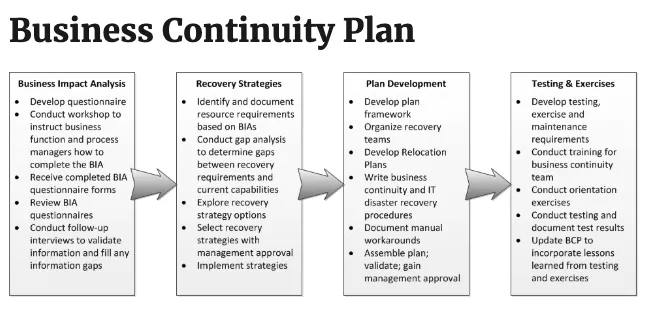 Business Continuity Plan
Business Impact Analysis
• Develop questionnaire
• Conduct workshop to
instruct business
function and process
managers how to
complete the BIA
• Receive completed BIA
questionnaire forms
• Review BIA
questionnaires
• Conduct follow-up
interviews to validate
information and fill any
information gaps
Recovery Strategies
• Identify and document
resource requirements
based on BIAs
• Conduct gap analysis
to determine gaps
between recovery
requirements and
current capabilities
• Explore recovery
strategy options
• Select recovery
strategies with
management approval
• Implement strategies
Plan Development
• Develop plan
framework
• Organize recovery
teams
• Develop Relocation
Plans
• Write business
continuity and IT
disaster recovery
procedures
• Document manual
workarounds
• Assemble plan;
validate; gain
management approval
Testing & Exercises
• Develop testing,
exercise and
maintenance
requirements
• Conduct training for
business continuity
team
• Conduct orientation
exercises
• Conduct testing and
document test results
• Update BCP to
incorporate lessons
learned from testing
and exercises